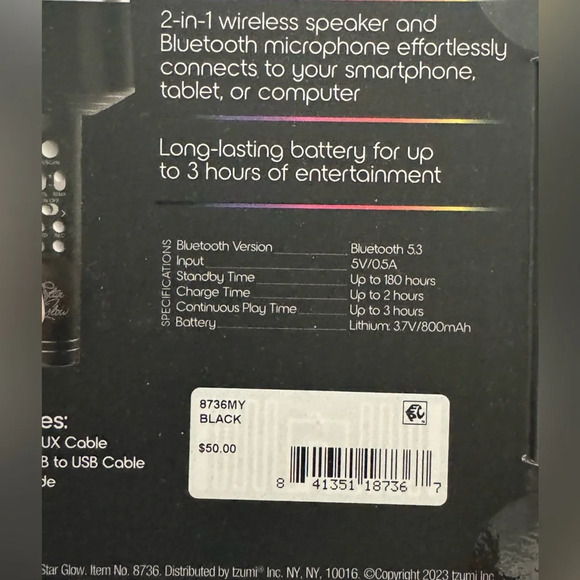 2-in-1 wireless speaker and
Bluetooth microphone effortlessly
connects to your smartphone,
tablet, or computer
Long-lasting battery for up
to 3 hours of entertainment
SPECIFICATIONS
Bluetooth Version Bluetooth 5.3
Input 5V/0.5A
Standby Time Up to 180 hours
Charge Time Up to 2 hours
Continuous Play Time Up to 3 hours
Battery Lithium: 3.7V/800mAh
8736MY
BLACK
$50.00
8 41351 18736 7
es:
UX Cable
B to USB Cable
de
Star Glow. Item No. 8736. Distributed by tzumi® Inc. NY, NY, 10016. ©Copyright 2023 tzumi Inc